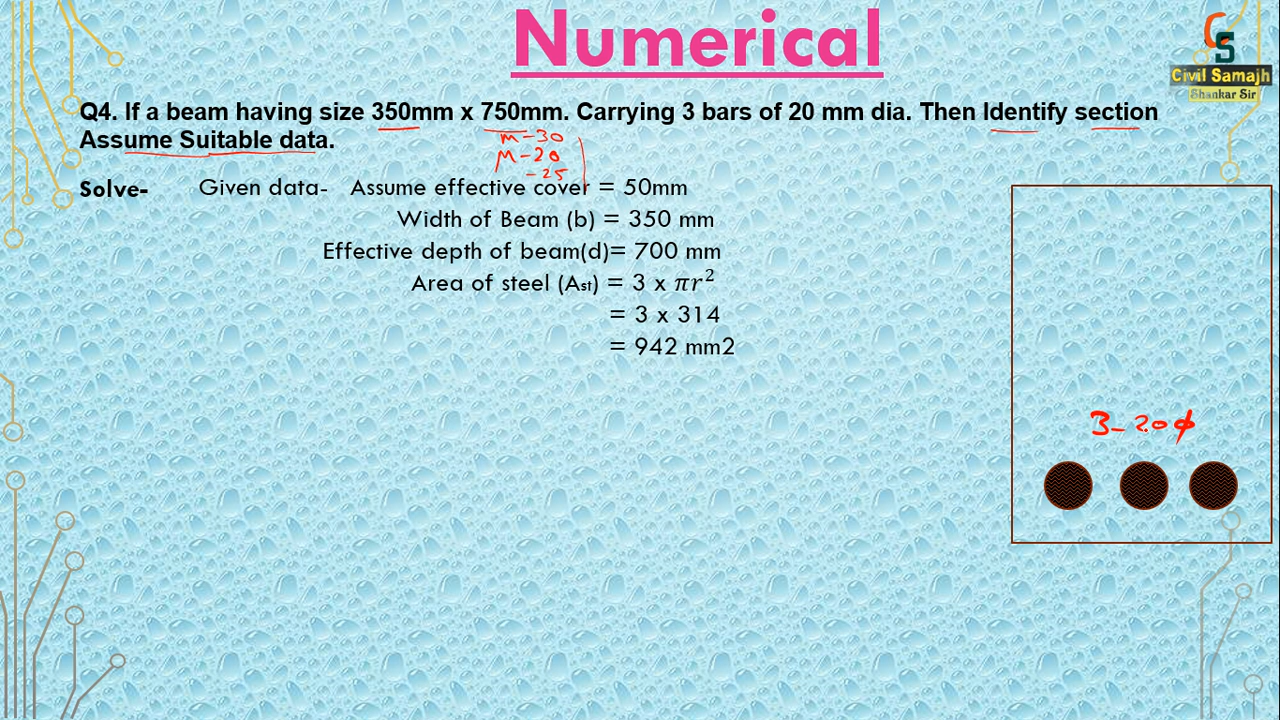 Numerical
CS
Civil Samajh
Shankar Sir
Q4. If a beam having size 350mm x 750mm. Carrying 3 bars of 20 mm dia. Then Identify section
Assume Suitable data.
M-30
M-20
-25
Solve- Given data- Assume effective cover = 50mm
Width of Beam (b) = 350 mm
Effective depth of beam(d)= 700 mm
Area of steel (Ast) = 3 x πr²
= 3 x 314
= 942 mm2
3-20ϕ